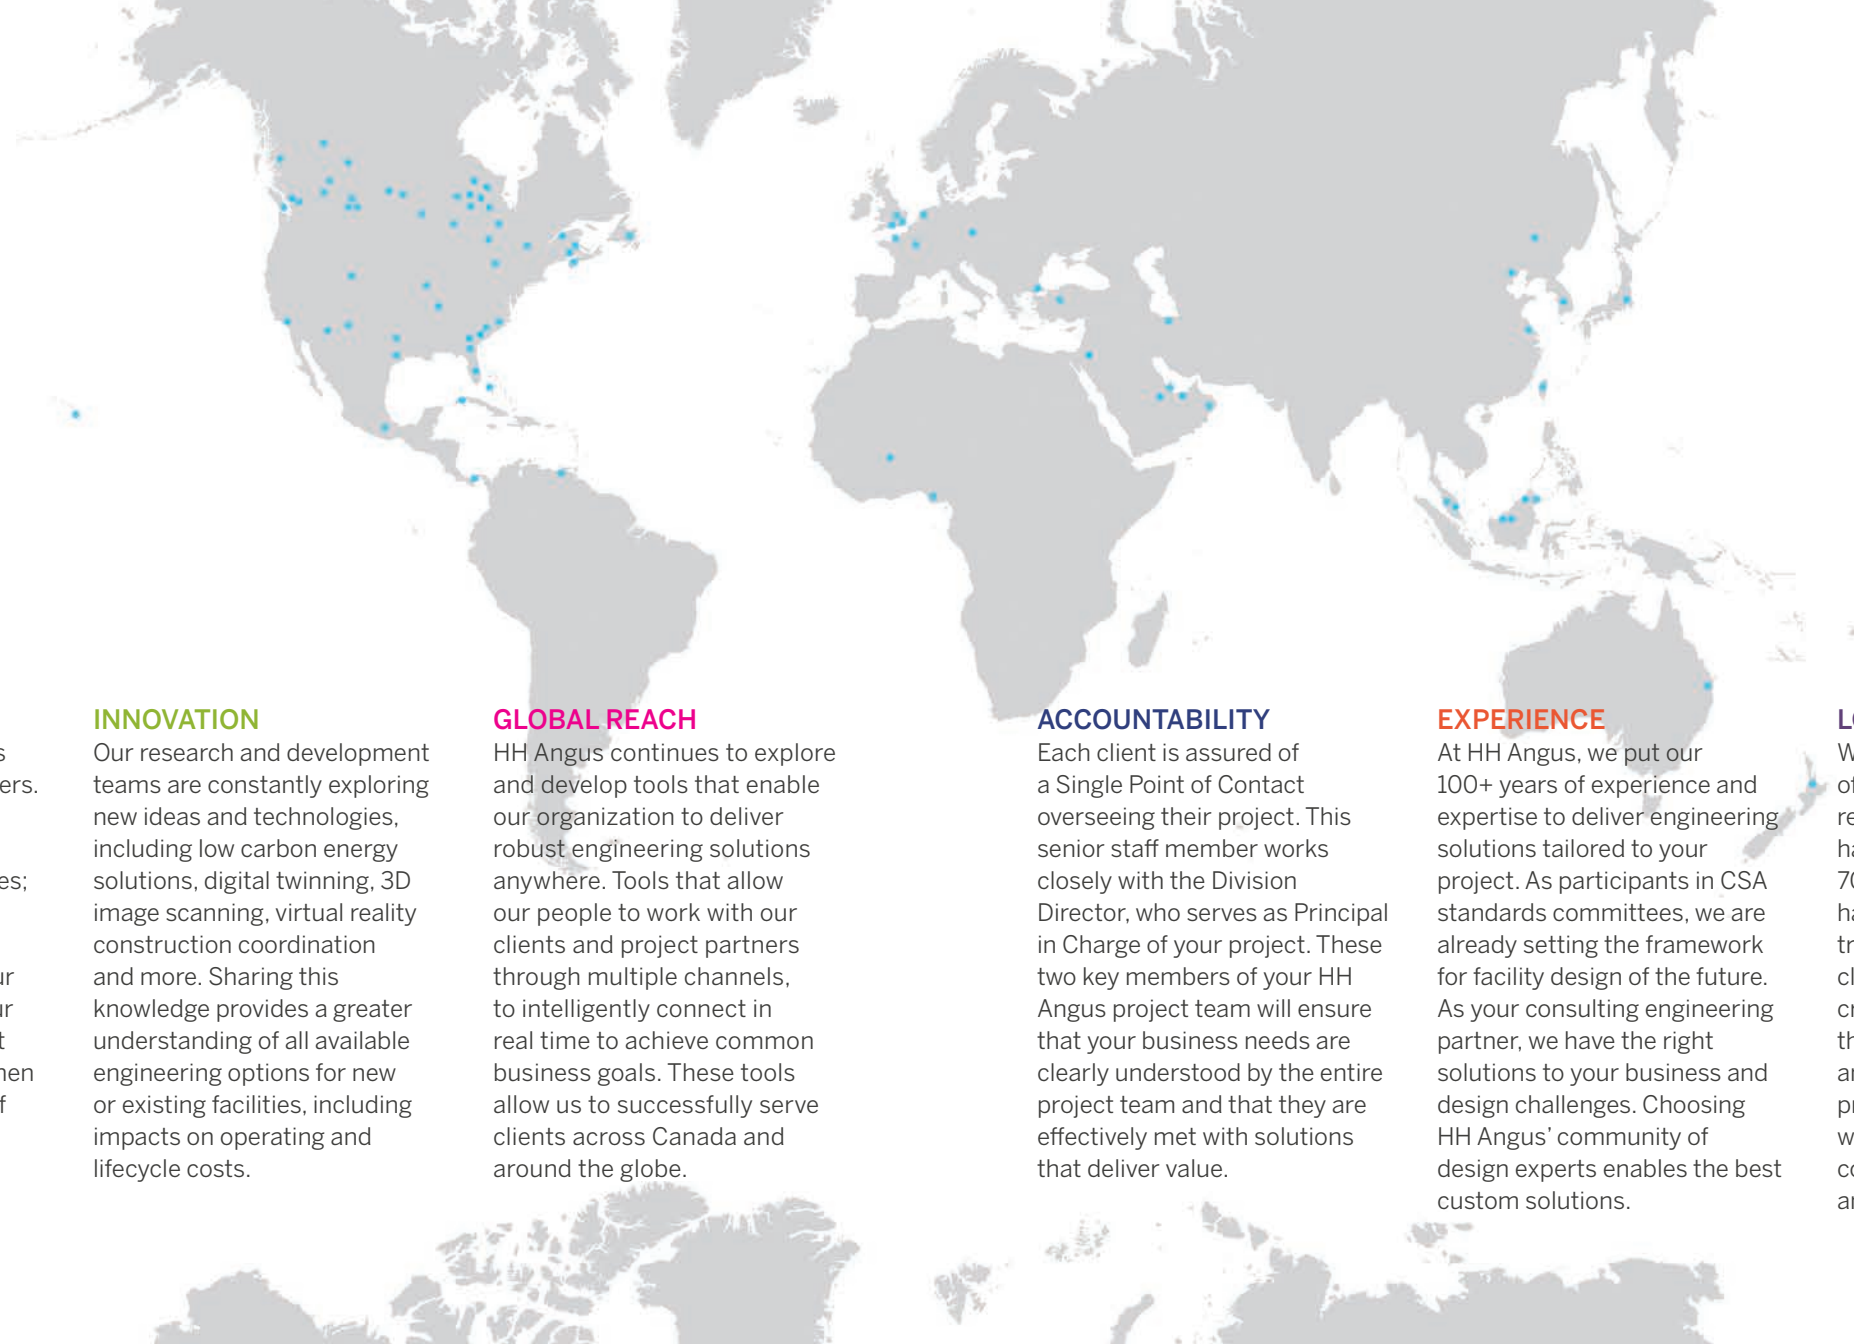 s
ers.
es;
ur
ur
t
f
INNOVATION
Our research and development
teams are constantly exploring
new ideas and technologies,
including low carbon energy
solutions, digital twinning, 3D
image scanning, virtual reality
construction coordination
and more. Sharing this
knowledge provides a greater
understanding of all available
engineering options for new
or existing facilities, including
impacts on operating and
lifecycle costs.
GLOBAL REACH
HH Angus continues to explore
and develop tools that enable
our organization to deliver
robust engineering solutions
anywhere. Tools that allow
our people to work with our
clients and project partners
through multiple channels,
to intelligently connect in
real time to achieve common
business goals. These tools
allow us to successfully serve
clients across Canada and
around the globe.
ACCOUNTABILITY
Each client is assured of
a Single Point of Contact
overseeing their project. This
senior staff member works
closely with the Division
Director, who serves as Principal
in Charge of your project. These
two key members of your HH
Angus project team will ensure
that your business needs are
clearly understood by the entire
project team and that they are
effectively met with solutions
that deliver value.
EXPERIENCE
At HH Angus, we put our
100+ years of experience and
expertise to deliver engineering
solutions tailored to your
project. As participants in CSA
standards committees, we are
already setting the framework
for facility design of the future.
As your consulting engineering
partner, we have the right
solutions to your business and
design challenges. Choosing
HH Angus' community of
design experts enables the best
custom solutions.